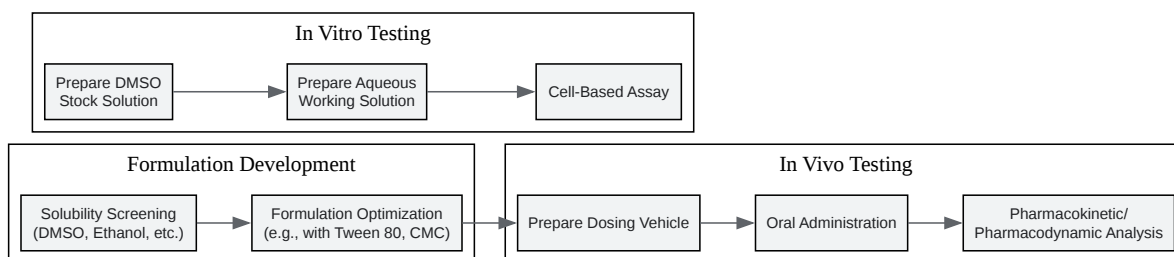 In Vitro Testing
Prepare DMSO
Stock Solution
Prepare Aqueous
Working Solution
Cell-Based Assay
Formulation Development
Solubility Screening
(DMSO, Ethanol, etc.)
Formulation Optimization
(e.g., with Tween 80, CMC)
In Vivo Testing
Prepare Dosing Vehicle
Oral Administration
Pharmacokinetic/
Pharmacodynamic Analysis